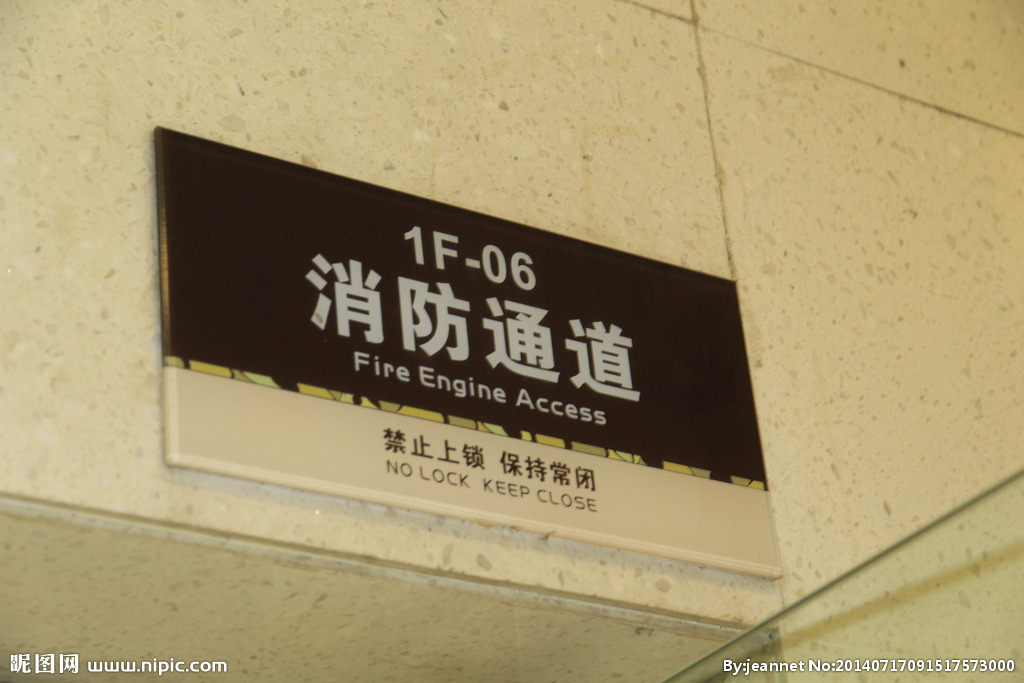 1F-06
消防通道
Fire Engine Access
禁止上锁 保持常闭
NO LOCK KEEP CLOSE
昵图网 www.nipic.com
By:jeannet No:20140717091517573000